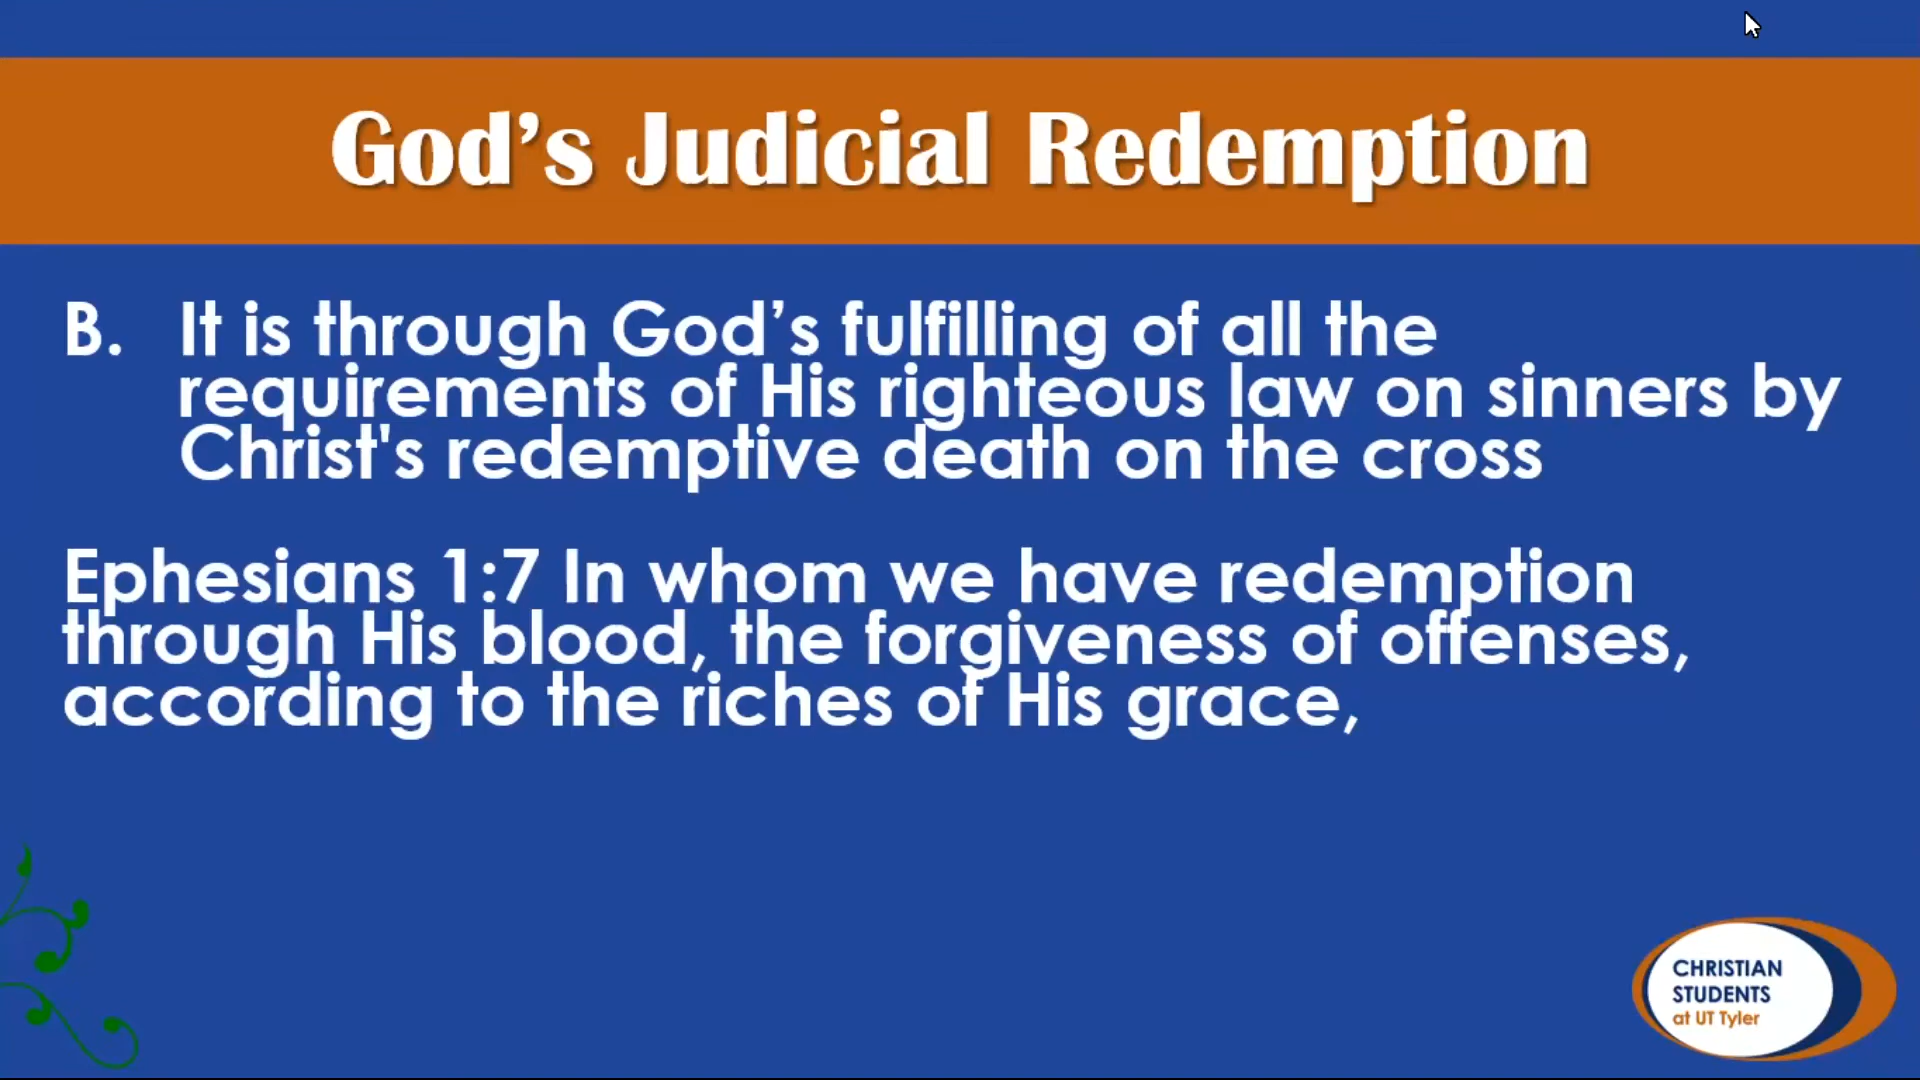 God’s Judicial Redemption
B. It is through God’s fulfilling of all the
requirements of His righteous law on sinners by
Christ's redemptive death on the cross
Ephesians 1:7 In whom we have redemption
through His blood, the forgiveness of offenses,
according to the riches of His grace,
CHRISTIAN
STUDENTS
at UT Tyler